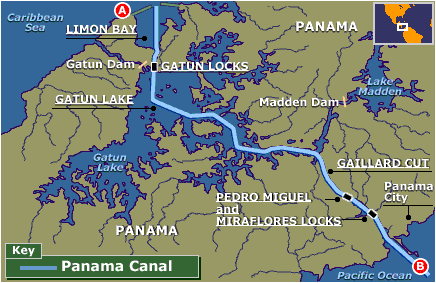 A
Caribbean
Sea
LIMON BAY
PANAMA
Gatun Dam
GATUN LOCKS
GATUN LAKE
Lake
Madden
Madden Dam
Gatun
Lake
GAILLARD CUT
PEDRO MIGUEL
and
MIRAFLORES LOCKS
Panama
City
PANAMA
Key
Panama Canal
Pacific Ocean
B